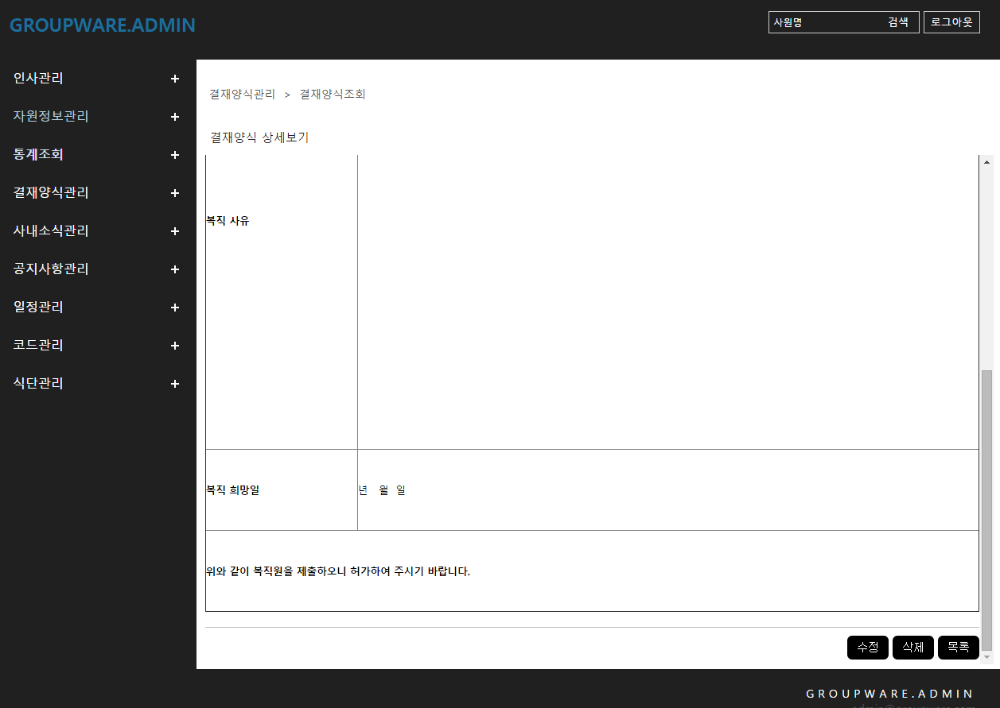 GROUPWARE.ADMIN
사원명 검색 로그아웃
인사관리 +
자원정보관리 +
통계조회 +
결재양식관리 +
사내소식관리 +
공지사항관리 +
일정관리 +
코드관리 +
식단관리 +
결재양식관리 > 결재양식조회
결재양식 상세보기
복직 사유
복직 희망일 년 월 일
위와 같이 복직원을 제출하오니 허가하여 주시기 바랍니다.
수정 삭제 목록
GROUPWARE.ADMIN